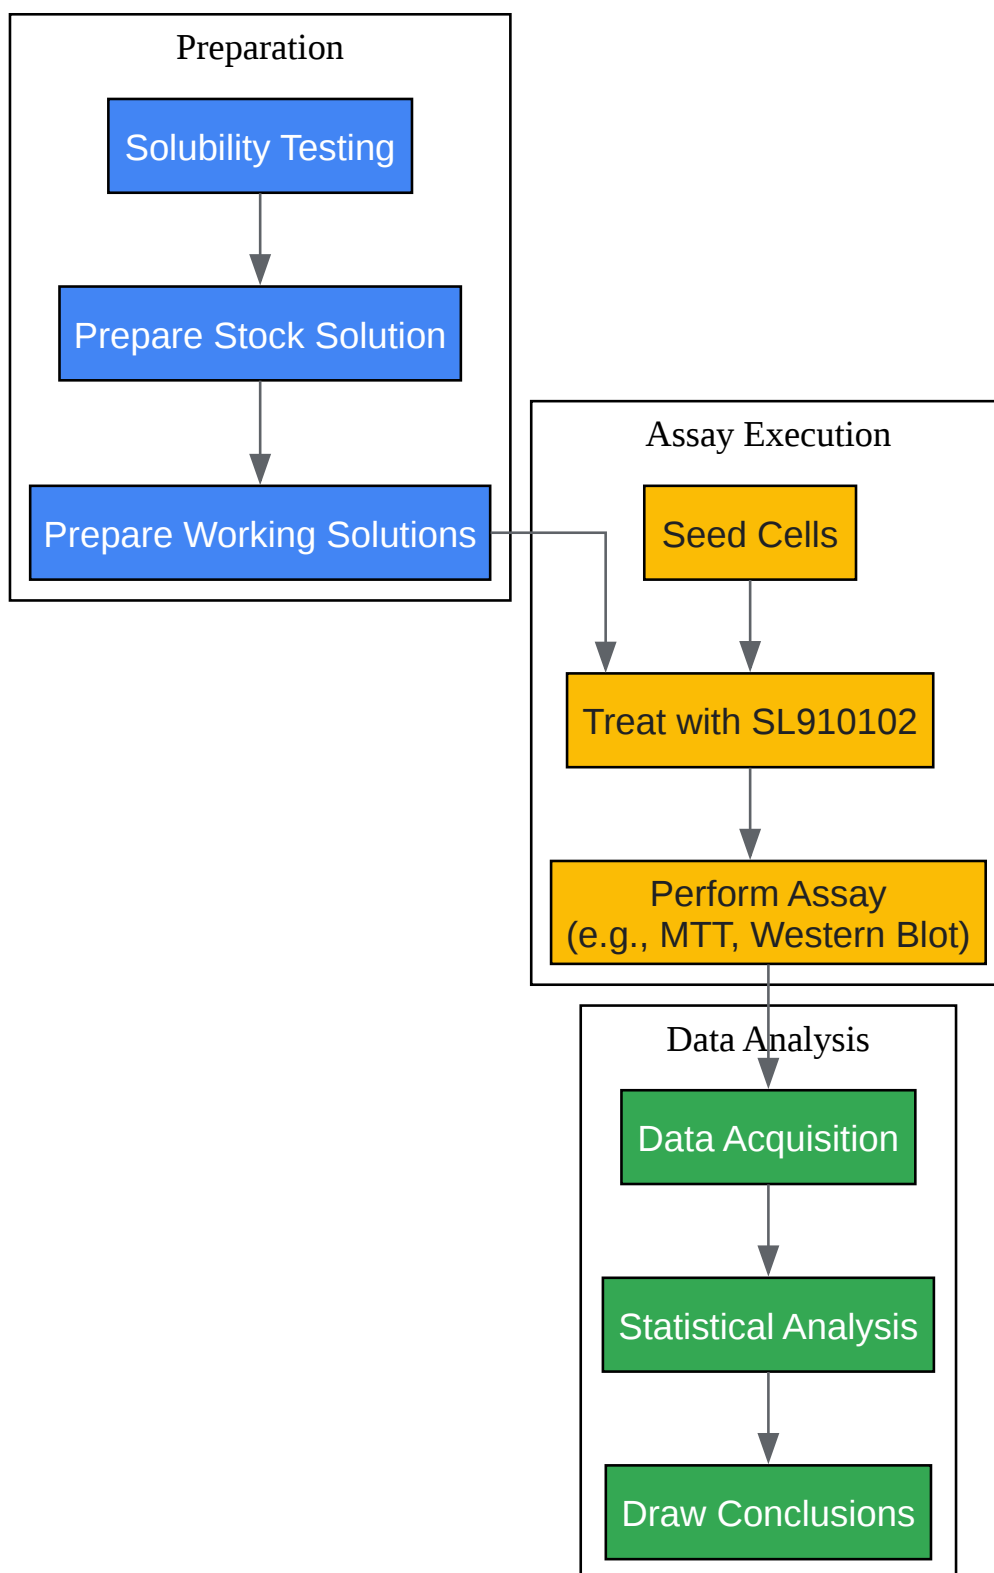 Preparation
Solubility Testing
Prepare Stock Solution
Prepare Working Solutions
Assay Execution
Seed Cells
Treat with SL910102
Perform Assay
(e.g., MTT, Western Blot)
Data Analysis
Data Acquisition
Statistical Analysis
Draw Conclusions